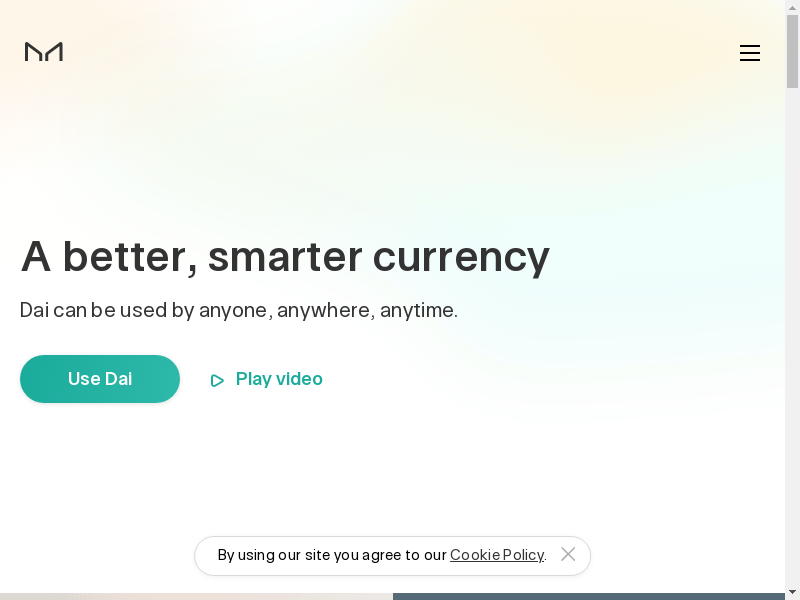 A better, smarter currency
Dai can be used by anyone, anywhere, anytime.
Use Dai
Play video
By using our site you agree to our Cookie Policy.